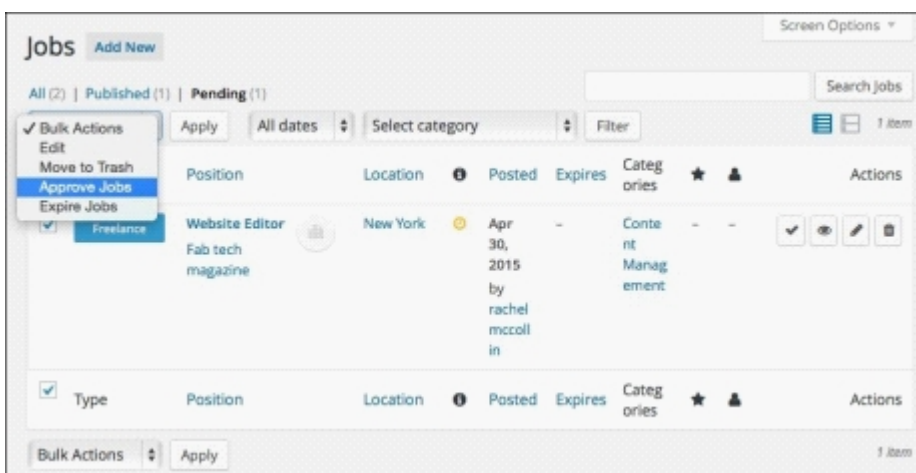 Screen Options
Jobs Add New
All (2) | Published (1) | Pending (1)
Search Jobs
Bulk Actions
Edit
Move to Trash
Approve Jobs
Expire Jobs
Apply All dates Select category Filter 1 item
Position Location Posted Expires Categ
ories Actions
Freelance
Website Editor
Fab tech
magazine
New York
Apr
30,
2015
by
rachel
mccoll
in
–
Conte
nt
Manag
ement
– –
Type Position Location Posted Expires Categ
ories Actions
Bulk Actions Apply 1 item